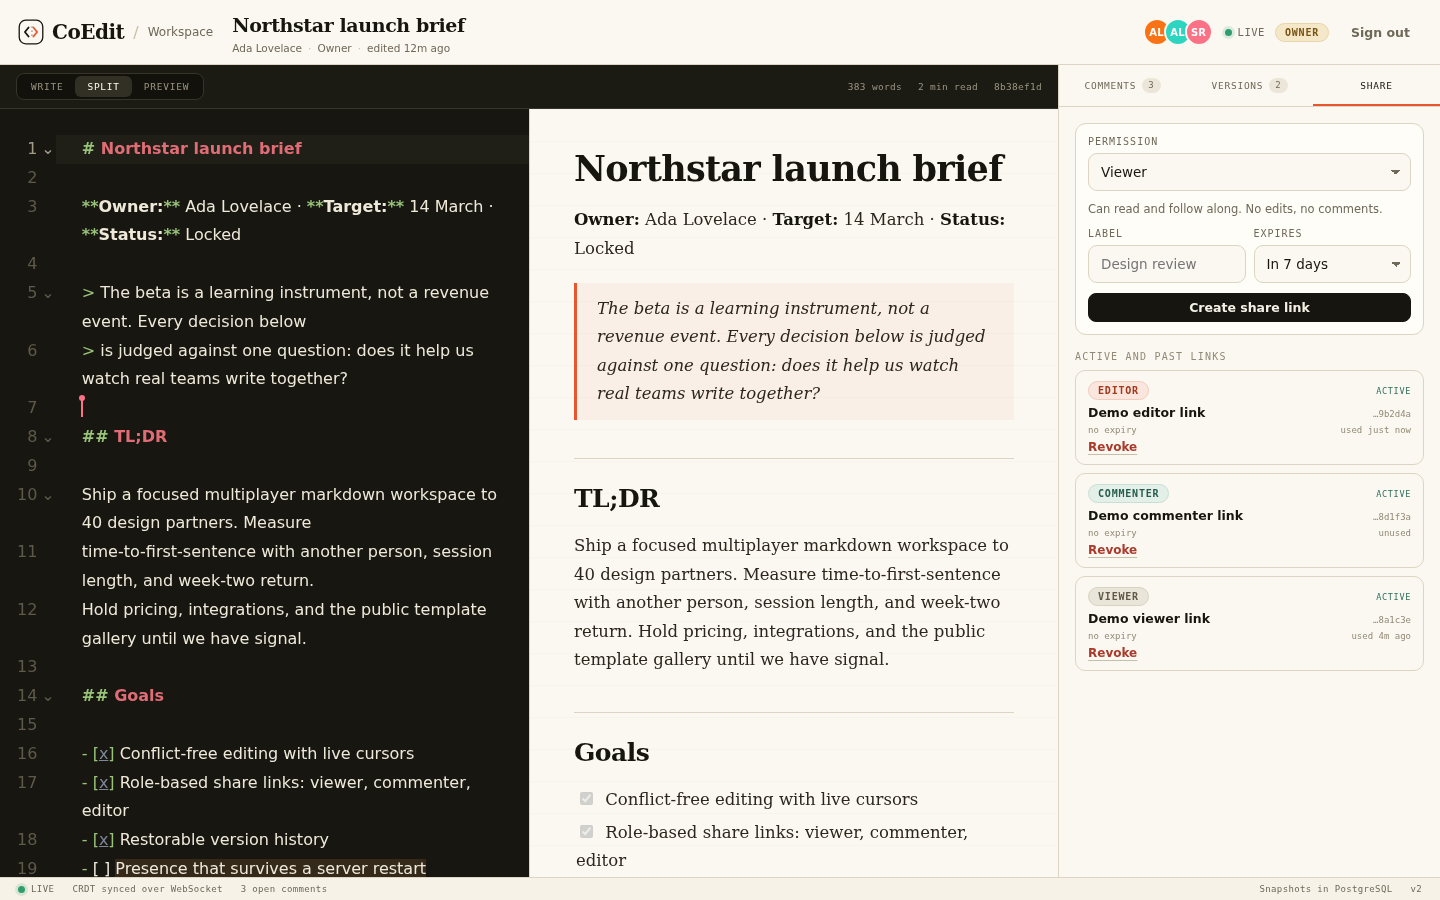 CoEdit / Workspace
Northstar launch brief
Ada Lovelace · Owner · edited 12m ago
AL AL SR LIVE OWNER Sign out
WRITE SPLIT PREVIEW
383 words 2 min read 8b38ef1d
1 # Northstar launch brief
2
3 **Owner:** Ada Lovelace · **Target:** 14 March ·
**Status:** Locked
4
5 > The beta is a learning instrument, not a revenue
event. Every decision below
6 > is judged against one question: does it help us
watch real teams write together?
7
8 ## TL;DR
9
10 Ship a focused multiplayer markdown workspace to
40 design partners. Measure
11 time-to-first-sentence with another person, session
length, and week-two return.
12 Hold pricing, integrations, and the public template
gallery until we have signal.
13
14 ## Goals
15
16 - [x] Conflict-free editing with live cursors
17 - [x] Role-based share links: viewer, commenter,
editor
18 - [x] Restorable version history
19 - [ ] Presence that survives a server restart
Northstar launch brief
Owner: Ada Lovelace · Target: 14 March · Status:
Locked
The beta is a learning instrument, not a
revenue event. Every decision below is judged
against one question: does it help us watch
real teams write together?
TL;DR
Ship a focused multiplayer markdown workspace to
40 design partners. Measure time-to-first-sentence
with another person, session length, and week-two
return. Hold pricing, integrations, and the public
template gallery until we have signal.
Goals
Conflict-free editing with live cursors
Role-based share links: viewer, commenter,
editor
COMMENTS 3 VERSIONS 2 SHARE
PERMISSION
Viewer
Can read and follow along. No edits, no comments.
LABEL EXPIRES
Design review In 7 days
Create share link
ACTIVE AND PAST LINKS
EDITOR ACTIVE
Demo editor link …9b2d4a
no expiry used just now
Revoke
COMMENTER ACTIVE
Demo commenter link …8d1f3a
no expiry unused
Revoke
VIEWER ACTIVE
Demo viewer link …8a1c3e
no expiry used 4m ago
Revoke
LIVE CRDT synced over WebSocket 3 open comments
Snapshots in PostgreSQL v2